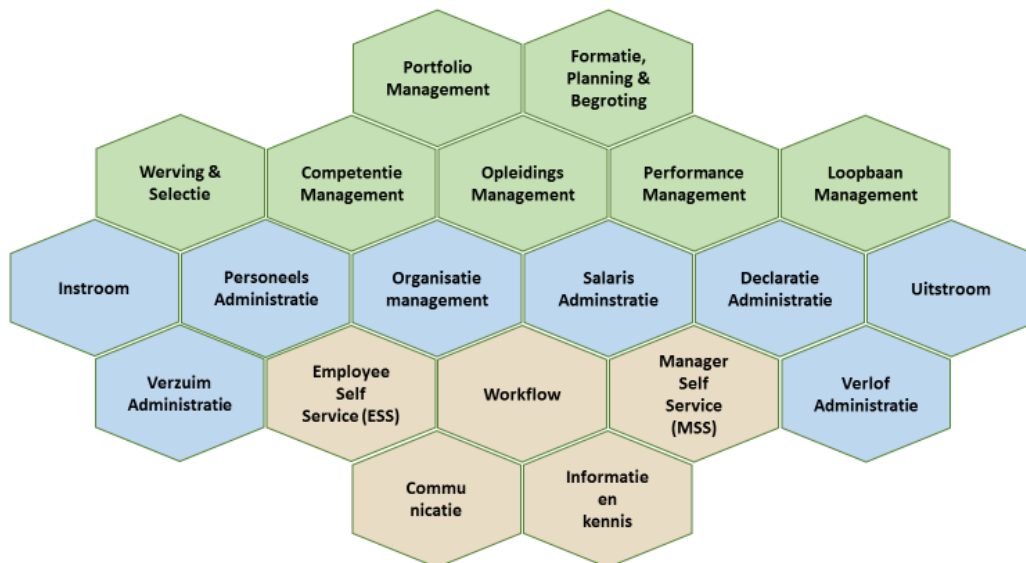 Portfolio
Management
Formatie,
Planning &
Begroting
Werving &
Selectie
Competentie
Management
Opleidings
Management
Performance
Management
Loopbaan
Management
Instroom
Personeels
Administratie
Organisatie
management
Salaris
Adminstratie
Declaratie
Administratie
Uitstroom
Verzuim
Administratie
Employee
Self
Service (ESS)
Workflow
Manager
Self
Service
(MSS)
Verlof
Administratie
Commu
nicatie
Informatie
en
kennis